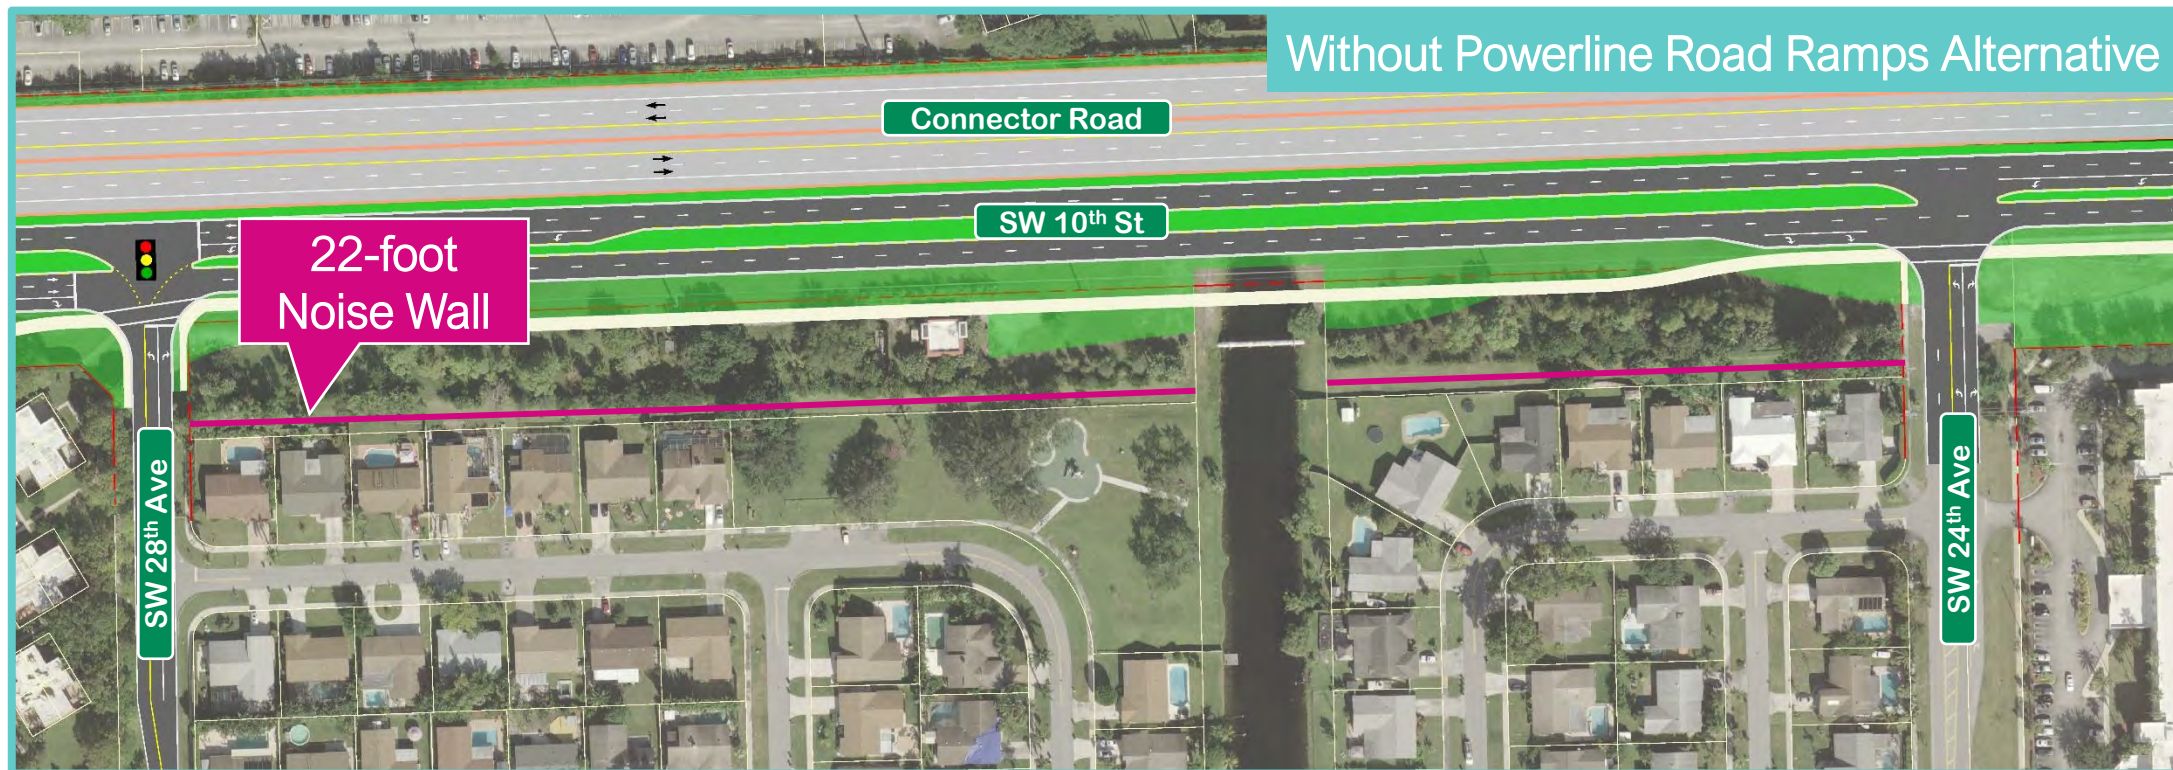 Without Powerline Road Ramps Alternative
Connector Road
SW 10th St
22-foot
Noise Wall
SW 28th Ave
SW 24th Ave